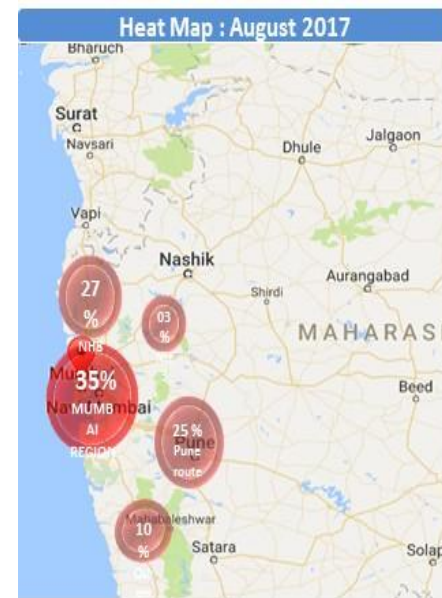 Heat Map : August 2017
Bharuch
Surat
Navsari
Dhule
Jalgaon
Vapi
Nashik
Shirdi
Aurangabad
27
%
NH8
03
%
MAHARAS
35%
MUMB
AI
REGION
Beed
25 %
Pune
route
Pune
Mahabaleshwar
10
%
Satara
Solap